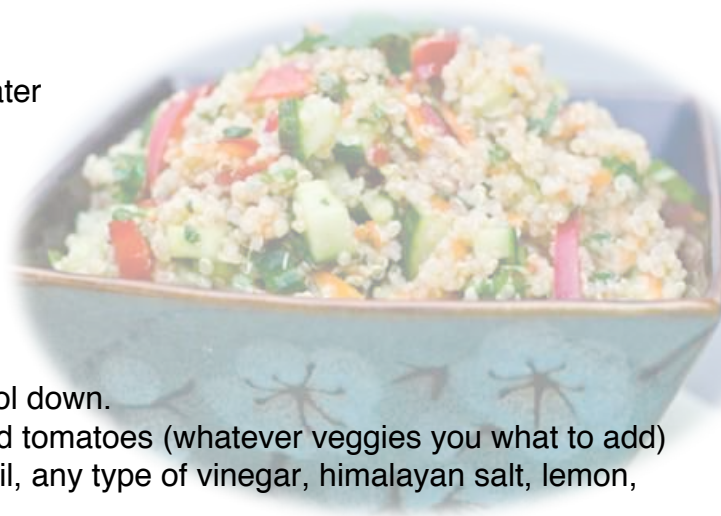 ater
ol down.
d tomatoes (whatever veggies you what to add)
il, any type of vinegar, himalayan salt, lemon,